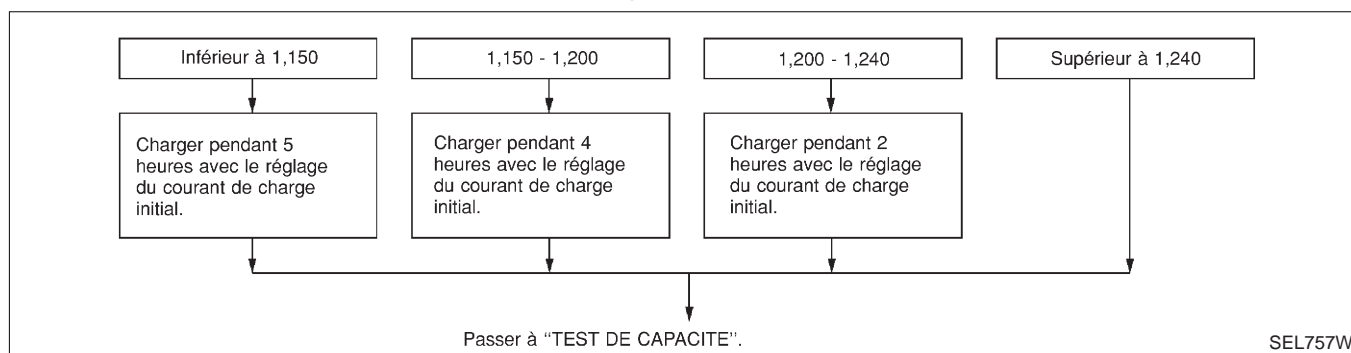 Inférieur à 1,150
1,150 - 1,200
1,200 - 1,240
Supérieur à 1,240
Charger pendant 5
heures avec le réglage
du courant de charge
initial.
Charger pendant 4
heures avec le réglage
du courant de charge
initial.
Charger pendant 2
heures avec le réglage
du courant de charge
initial.
Passer à “TEST DE CAPACITE”.
SEL757W